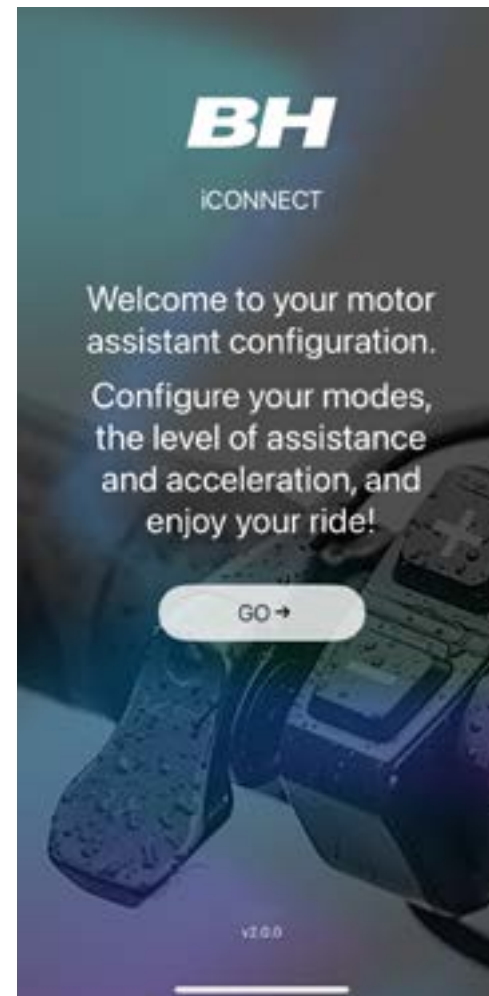 BH
iCONNECT
Welcome to your motor
assistant configuration.
Configure your modes,
the level of assistance
and acceleration, and
enjoy your ride!
GO →
v2.0.0